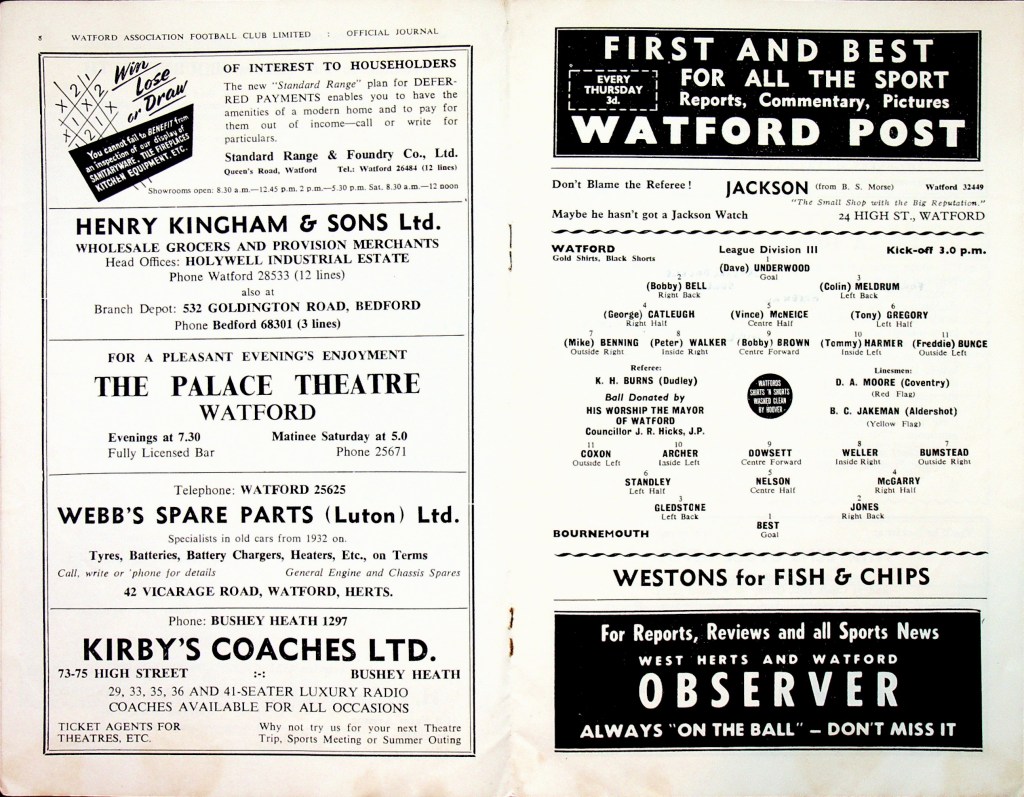 8 WATFORD ASSOCIATION FOOTBALL CLUB LIMITED : OFFICIAL JOURNAL
Win
Lose
or Draw
You cannot fail to BENEFIT from
an inspection of our display of
SANITARYWARE, TILE FIREPLACES
KITCHEN EQUIPMENT, ETC.
OF INTEREST TO HOUSEHOLDERS
The new "Standard Range" plan for DEFER-
RED PAYMENTS enables you to have the
amenities of a modern home and to pay for
them out of income—call or write for
particulars.
Standard Range & Foundry Co., Ltd.
Queen's Road, Watford Tel.: Watford 26484 (12 lines)
Showrooms open: 8.30 a.m.—12.45 p.m. 2 p.m.—5.30 p.m. Sat. 8.30 a.m.—12 noon
HENRY KINGHAM & SONS Ltd.
WHOLESALE GROCERS AND PROVISION MERCHANTS
Head Offices: HOLYWELL INDUSTRIAL ESTATE
Phone Watford 28533 (12 lines)
also at
Branch Depot: 532 GOLDINGTON ROAD, BEDFORD
Phone Bedford 68301 (3 lines)
FOR A PLEASANT EVENING'S ENJOYMENT
THE PALACE THEATRE
WATFORD
Evenings at 7.30 Matinee Saturday at 5.0
Fully Licensed Bar Phone 25671
Telephone: WATFORD 25625
WEBB'S SPARE PARTS (Luton) Ltd.
Specialists in old cars from 1932 on.
Tyres, Batteries, Battery Chargers, Heaters, Etc., on Terms
Call, write or 'phone for details General Engine and Chassis Spares
42 VICARAGE ROAD, WATFORD, HERTS.
Phone: BUSHEY HEATH 1297
KIRBY'S COACHES LTD.
73-75 HIGH STREET :-: BUSHEY HEATH
29, 33, 35, 36 AND 41-SEATER LUXURY RADIO
COACHES AVAILABLE FOR ALL OCCASIONS
TICKET AGENTS FOR Why not try us for your next Theatre
THEATRES, ETC. Trip, Sports Meeting or Summer Outing
FIRST AND BEST
EVERY
THURSDAY
3d.
FOR ALL THE SPORT
Reports, Commentary, Pictures
WATFORD POST
Don't Blame the Referee! JACKSON (from B. S. Morse) Watford 32449
"The Small Shop with the Big Reputation."
Maybe he hasn't got a Jackson Watch 24 HIGH ST., WATFORD
WATFORD League Division III Kick-off 3.0 p.m.
Gold Shirts, Black Shorts
1
(Dave) UNDERWOOD
Goal
2 3
(Bobby) BELL (Colin) MELDRUM
Right Back Left Back
4 5 6
(George) CATLEUGH (Vince) McNEICE (Tony) GREGORY
Right Half Centre Half Left Half
7 8 9 10 11
(Mike) BENNING (Peter) WALKER (Bobby) BROWN (Tommy) HARMER (Freddie) BUNCE
Outside Right Inside Right Centre Forward Inside Left Outside Left
Referee:
K. H. BURNS (Dudley)
Ball Donated by
HIS WORSHIP THE MAYOR
OF WATFORD
Councillor J. R. Hicks, J.P.
WATFORDS
SHIRTS 'N SHORTS
WASHED CLEAN
BY HOOVER
Linesmen:
D. A. MOORE (Coventry)
(Red Flag)
B. C. JAKEMAN (Aldershot)
(Yellow Flag)
11 10 9 8 7
COXON ARCHER DOWSETT WELLER BUMSTEAD
Outside Left Inside Left Centre Forward Inside Right Outside Right
6 5 4
STANDLEY NELSON McGARRY
Left Half Centre Half Right Half
3 2
GLEDSTONE JONES
Left Back Right Back
1
BEST
Goal
BOURNEMOUTH
WESTONS for FISH & CHIPS
For Reports, Reviews and all Sports News
WEST HERTS AND WATFORD
OBSERVER
ALWAYS "ON THE BALL" – DON'T MISS IT